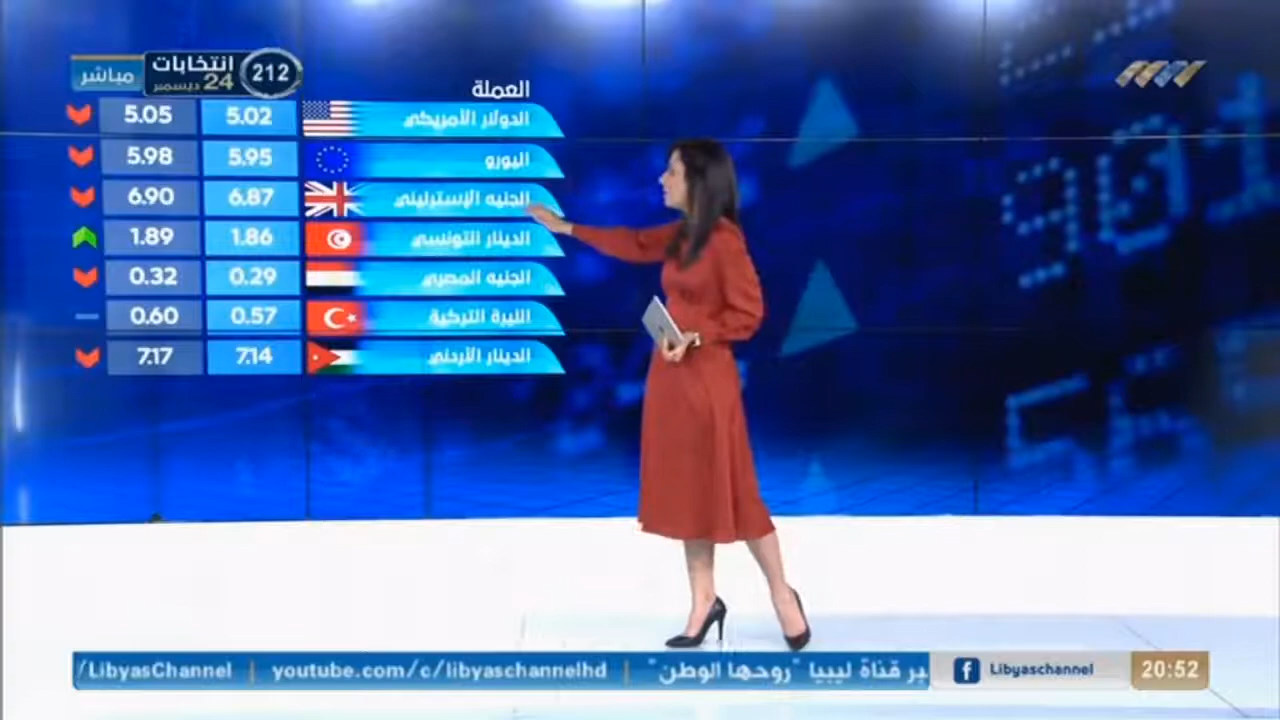 مباشر
انتخابات
24 ديسمبر
212
العملة
الدولار الأمريكي 5.02 5.05
اليورو 5.95 5.98
الجنيه الإسترليني 6.87 6.90
الدينار التونسي 1.86 1.89
الجنيه المصري 0.29 0.32
الليرة التركية 0.57 0.60
الدينار الأردني 7.14 7.17
901
56
/LibyasChannel | youtube.com/c/libyaschannelhd | بر قناة ليبيا "روحها الوطن"
Libyaschannel
20:52